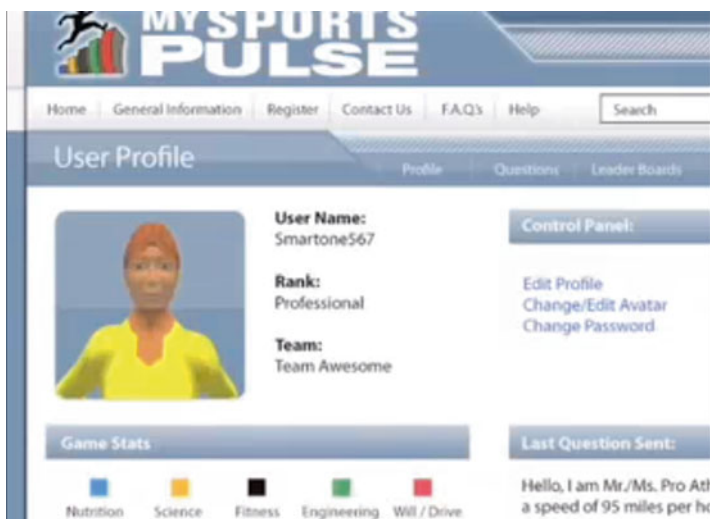 MY SPORTS
PULSE
Home General Information Register Contact Us F.A.Q's Help Search
User Profile
Profile Questions Leader Boards
User Name:
Smartone567
Rank:
Professional
Team:
Team Awesome
Control Panel:
Edit Profile
Change/Edit Avatar
Change Password
Game Stats
Nutrition Science Fitness Engineering Will / Drive
Last Question Sent:
Hello, I am Mr./Ms. Pro Ath
a speed of 95 miles per ho